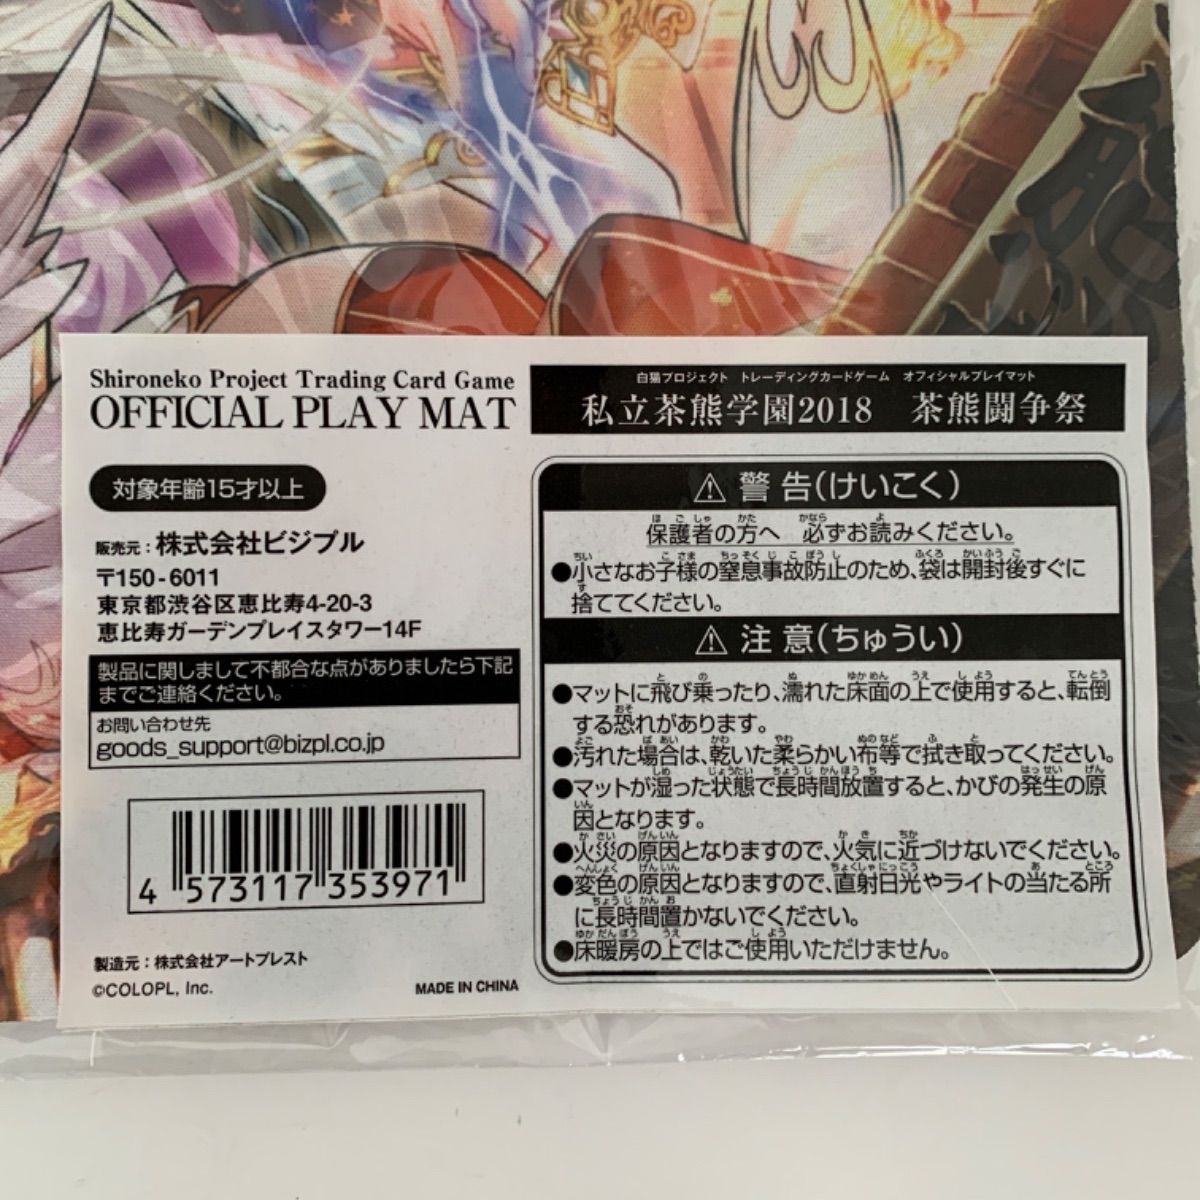 Shironeko Project Trading Card Game
OFFICIAL PLAY MAT
対象年齢15才以上
販売元：株式会社ビジプル
〒150-6011
東京都渋谷区恵比寿4-20-3
恵比寿ガーデンプレイスタワー14F
製品に関しまして不都合な点がありましたら下記
までご連絡ください。
お問い合わせ先
goods_support@bizpl.co.jp
4 573117 353971
製造元：株式会社アートプレスト
©COLOPL, Inc.
MADE IN CHINA
白猫プロジェクト トレーディングカードゲーム オフィシャルプレイマット
私立茶熊学園2018 茶熊闘争祭
⚠ 警告(けいこく)
保護者の方へ 必ずお読みください。
●小さなお子様の窒息事故防止のため、袋は開封後すぐに
捨ててください。
⚠ 注意(ちゅうい)
●マットに飛び乗ったり、濡れた床面の上で使用すると、転倒
する恐れがあります。
●汚れた場合は、乾いた柔らかい布等で拭き取ってください。
●マットが湿った状態で長時間放置すると、かびの発生の原
因となります。
●火災の原因となりますので、火気に近づけないでください。
●変色の原因となりますので、直射日光やライトの当たる所
に長時間置かないでください。
●床暖房の上ではご使用いただけません。